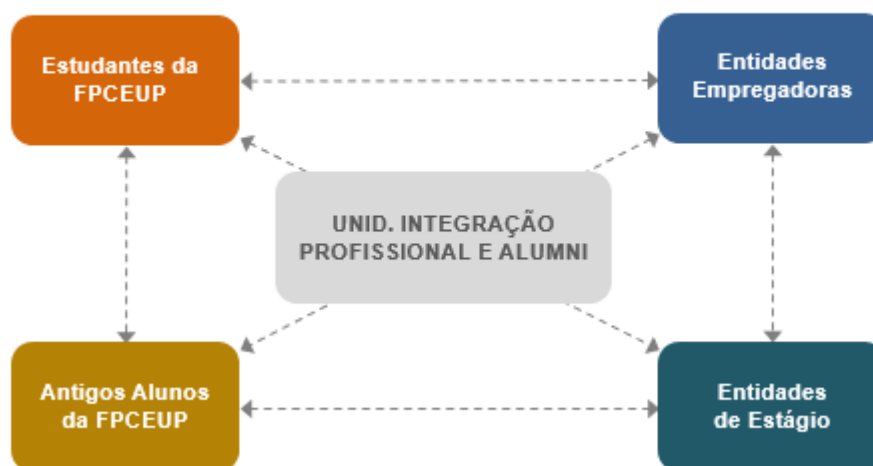 Estudantes da
FPCEUP
Entidades
Empregadoras
UNID. INTEGRAÇÃO
PROFISSIONAL E ALUMNI
Antigos Alunos
da FPCEUP
Entidades
de Estágio